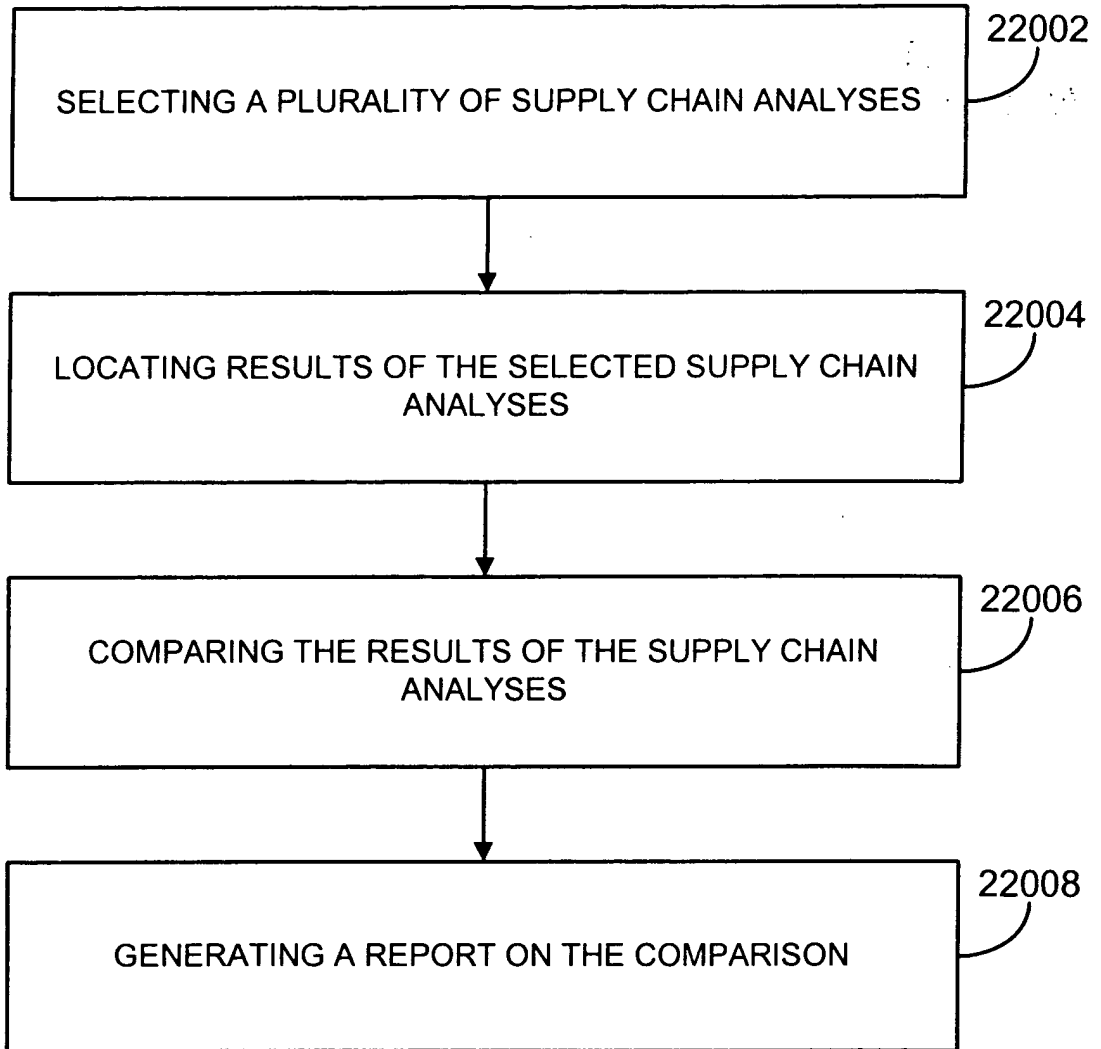 22002
SELECTING A PLURALITY OF SUPPLY CHAIN ANALYSES
22004
LOCATING RESULTS OF THE SELECTED SUPPLY CHAIN
ANALYSES
22006
COMPARING THE RESULTS OF THE SUPPLY CHAIN
ANALYSES
22008
GENERATING A REPORT ON THE COMPARISON